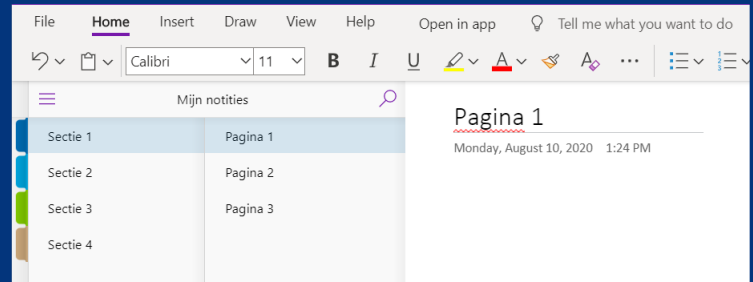 File Home Insert Draw View Help Open in app Tell me what you want to do
Calibri 11 B I U A A
Mijn notities
Sectie 1
Sectie 2
Sectie 3
Sectie 4
Pagina 1
Pagina 2
Pagina 3
Pagina 1
Monday, August 10, 2020 1:24 PM